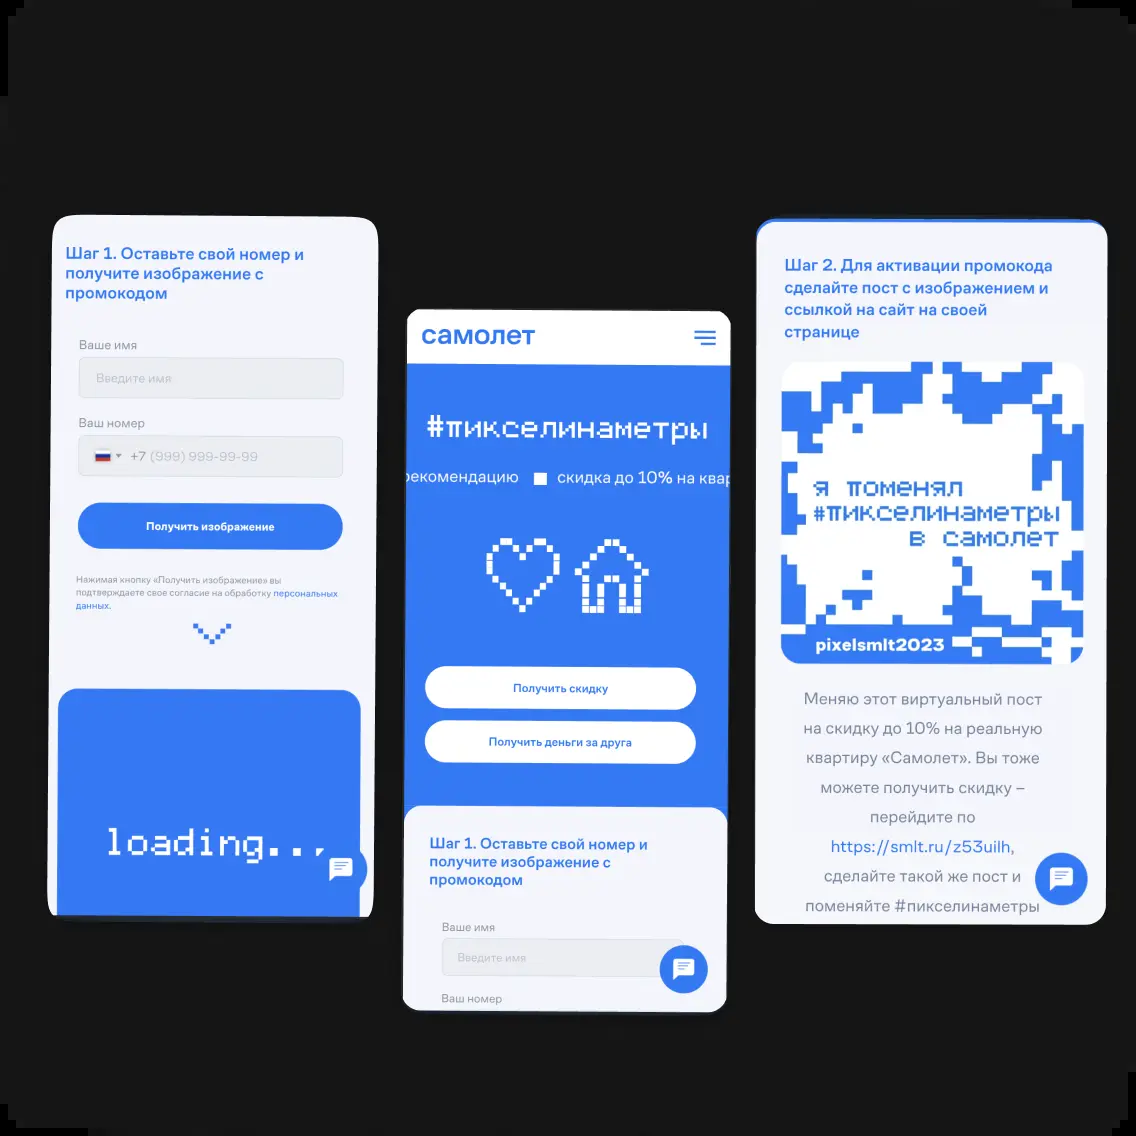 Шаг 1. Оставьте свой номер и
получите изображение с
промокодом
Ваше имя
Введите имя
Ваш номер
+7 (999) 999-99-99
Получить изображение
Нажимая кнопку «Получить изображение» вы
подтверждаете свое согласие на обработку персональных
данных.
loading...
самолет
#пикселинаметры
рекомендацию скидка до 10% на квар
Получить скидку
Получить деньги за друга
Шаг 1. Оставьте свой номер и
получите изображение с
промокодом
Ваше имя
Введите имя
Ваш номер
Шаг 2. Для активации промокода
сделайте пост с изображением и
ссылкой на сайт на своей
странице
я поменял
#пикселинаметры
в самолет
pixelsmlt2023
Меняю этот виртуальный пост
на скидку до 10% на реальную
квартиру «Самолет». Вы тоже
можете получить скидку –
перейдите по
https://smlt.ru/z53uilh,
сделайте такой же пост и
поменяйте #пикселинаметры